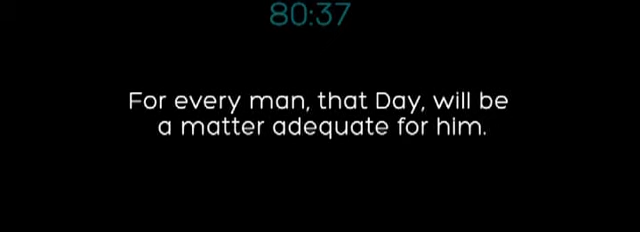 80:37
For every man, that Day, will be
a matter adequate for him.